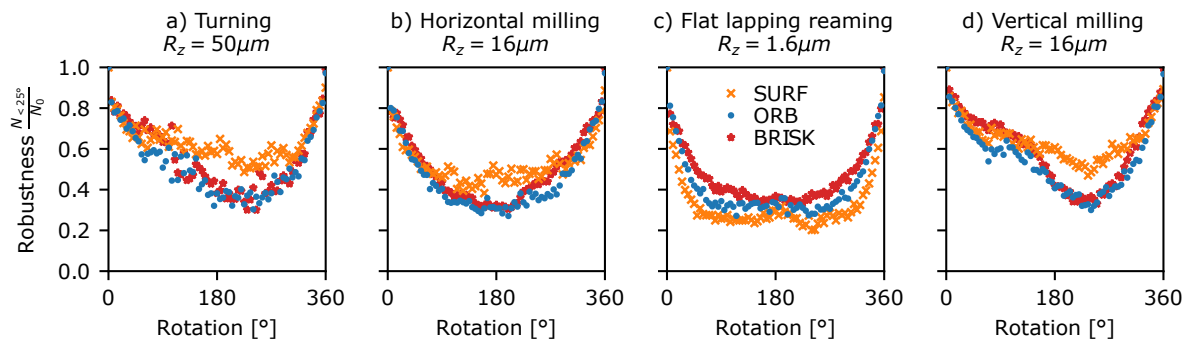 a) Turning
R_z = 50μm
b) Horizontal milling
R_z = 16μm
c) Flat lapping reaming
R_z = 1.6μm
d) Vertical milling
R_z = 16μm
Robustness N_{<25°}/N_0
1.0
0.8
0.6
0.4
0.2
0.0
SURF
ORB
BRISK
0 180 360
0 180 360
0 180 360
0 180 360
Rotation [°]
Rotation [°]
Rotation [°]
Rotation [°]